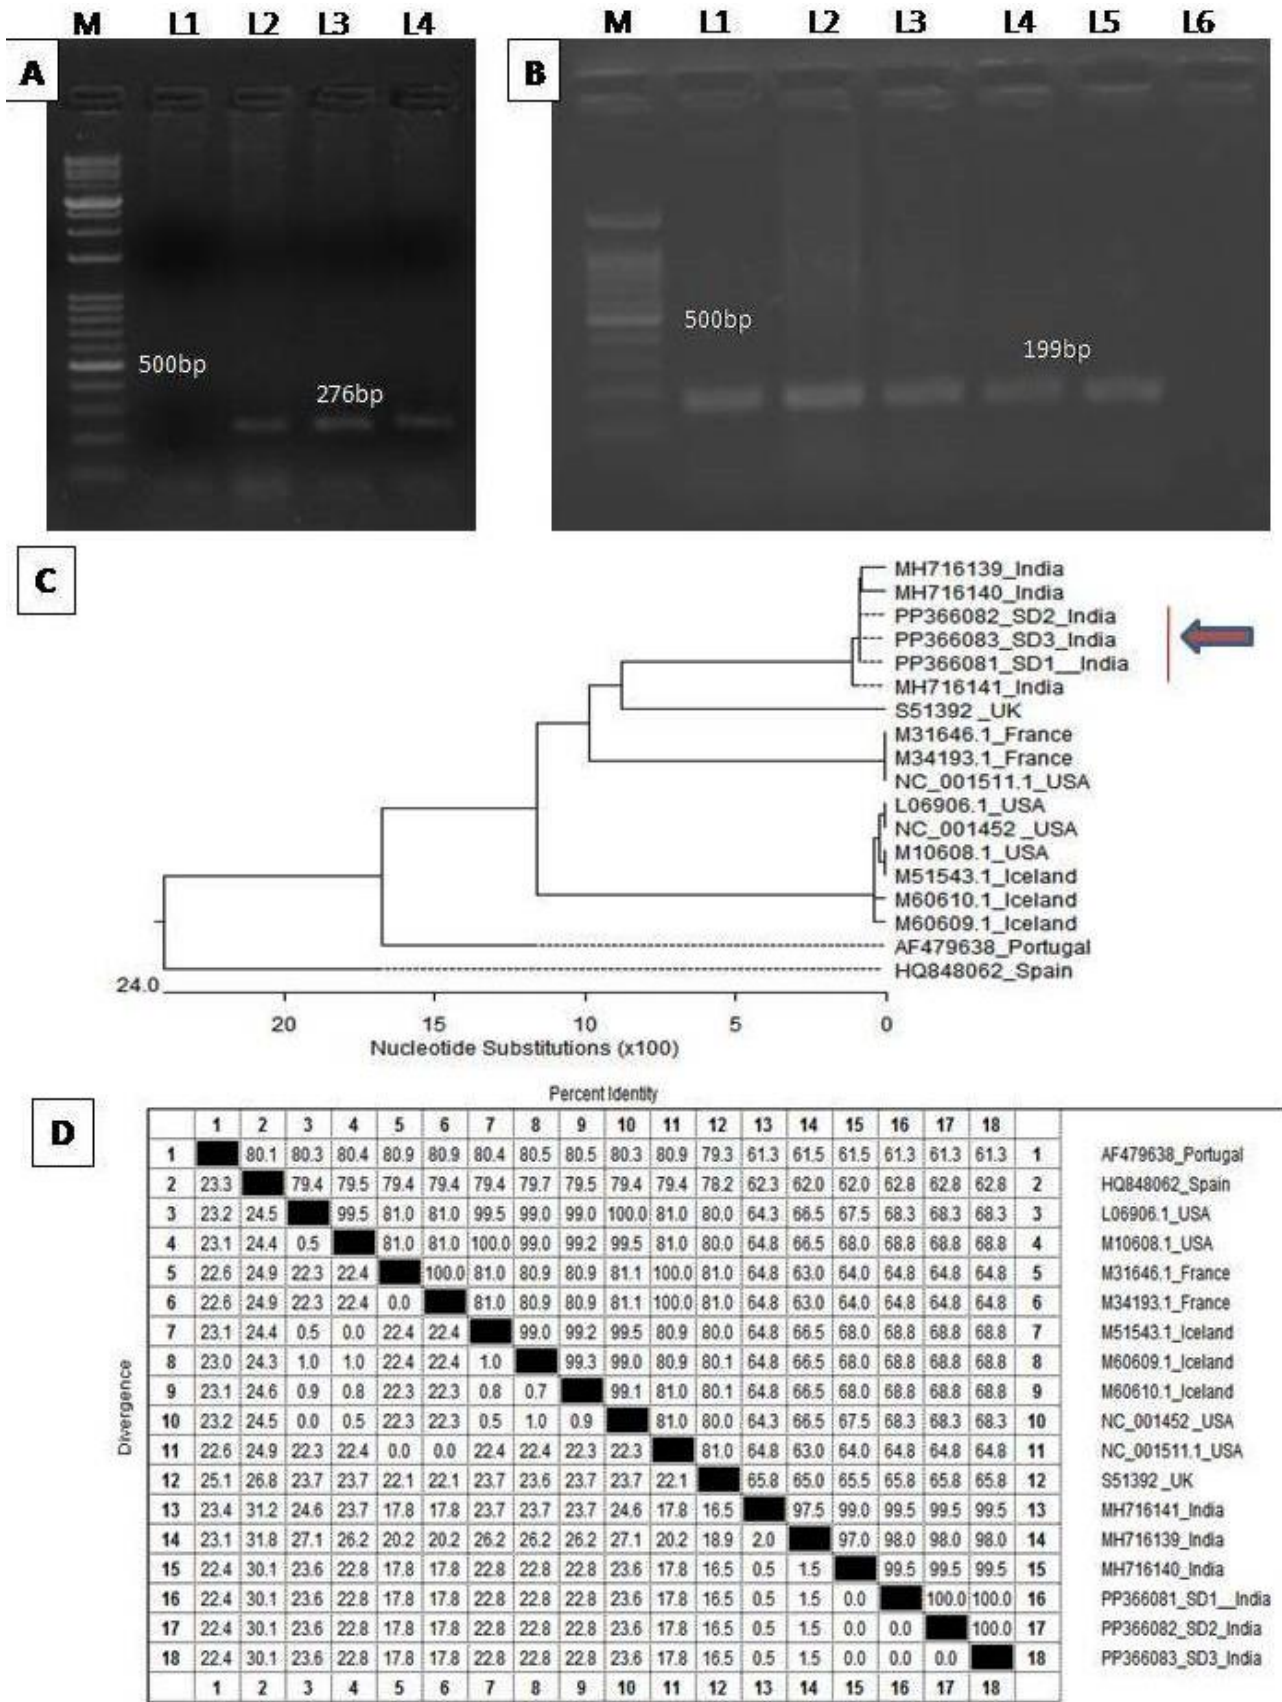 M L1 L2 L3 L4
M L1 L2 L3 L4 L5 L6
A
500bp
276bp
B
500bp
199bp
C
MH716139_India
MH716140_India
PP366082_SD2_India
PP366083_SD3_India
PP366081_SD1__India
MH716141_India
S51392 _UK
M31646.1_France
M34193.1_France
NC_001511.1_USA
L06906.1_USA
NC_001452 _USA
M10608.1_USA
M51543.1_Iceland
M60610.1_Iceland
M60609.1_Iceland
AF479638_Portugal
HQ848062_Spain
24.0
20 15 10 5 0
Nucleotide Substitutions (x100)
D
Percent Identity
Divergence
1 2 3 4 5 6 7 8 9 10 11 12 13 14 15 16 17 18
1 80.1 80.3 80.4 80.9 80.9 80.4 80.5 80.5 80.3 80.9 79.3 61.3 61.5 61.5 61.3 61.3 61.3 1 AF479638_Portugal
2 23.3 79.4 79.5 79.4 79.4 79.4 79.7 79.5 79.4 79.4 78.2 62.3 62.0 62.0 62.8 62.8 62.8 2 HQ848062_Spain
3 23.2 24.5 99.5 81.0 81.0 99.5 99.0 99.0 100.0 81.0 80.0 64.3 66.5 67.5 68.3 68.3 68.3 3 L06906.1_USA
4 23.1 24.4 0.5 81.0 81.0 100.0 99.0 99.2 99.5 81.0 80.0 64.8 66.5 68.0 68.8 68.8 68.8 4 M10608.1_USA
5 22.6 24.9 22.3 22.4 100.0 81.0 80.9 80.9 81.1 100.0 81.0 64.8 63.0 64.0 64.8 64.8 64.8 5 M31646.1_France
6 22.6 24.9 22.3 22.4 0.0 81.0 80.9 80.9 81.1 100.0 81.0 64.8 63.0 64.0 64.8 64.8 64.8 6 M34193.1_France
7 23.1 24.4 0.5 0.0 22.4 22.4 99.0 99.2 99.5 80.9 80.0 64.8 66.5 68.0 68.8 68.8 68.8 7 M51543.1_Iceland
8 23.0 24.3 1.0 1.0 22.4 22.4 1.0 99.3 99.0 80.9 80.1 64.8 66.5 68.0 68.8 68.8 68.8 8 M60609.1_Iceland
9 23.1 24.6 0.9 0.8 22.3 22.3 0.8 0.7 99.1 81.0 80.1 64.8 66.5 68.0 68.8 68.8 68.8 9 M60610.1_Iceland
10 23.2 24.5 0.0 0.5 22.3 22.3 0.5 1.0 0.9 81.0 80.0 64.3 66.5 67.5 68.3 68.3 68.3 10 NC_001452 _USA
11 22.6 24.9 22.3 22.4 0.0 0.0 22.4 22.4 22.3 22.3 81.0 64.8 63.0 64.0 64.8 64.8 64.8 11 NC_001511.1_USA
12 25.1 26.8 23.7 23.7 22.1 22.1 23.7 23.6 23.7 23.7 22.1 65.8 65.0 65.5 65.8 65.8 65.8 12 S51392 _UK
13 23.4 31.2 24.6 23.7 17.8 17.8 23.7 23.7 23.7 24.6 17.8 16.5 97.5 99.0 99.5 99.5 99.5 13 MH716141_India
14 23.1 31.8 27.1 26.2 20.2 20.2 26.2 26.2 26.2 27.1 20.2 18.9 2.0 97.0 98.0 98.0 98.0 14 MH716139_India
15 22.4 30.1 23.6 22.8 17.8 17.8 22.8 22.8 22.8 23.6 17.8 16.5 0.5 1.5 99.5 99.5 99.5 15 MH716140_India
16 22.4 30.1 23.6 22.8 17.8 17.8 22.8 22.8 22.8 23.6 17.8 16.5 0.5 1.5 0.0 100.0 100.0 16 PP366081_SD1__India
17 22.4 30.1 23.6 22.8 17.8 17.8 22.8 22.8 22.8 23.6 17.8 16.5 0.5 1.5 0.0 0.0 100.0 17 PP366082_SD2_India
18 22.4 30.1 23.6 22.8 17.8 17.8 22.8 22.8 22.8 23.6 17.8 16.5 0.5 1.5 0.0 0.0 0.0 18 PP366083_SD3_India
1 2 3 4 5 6 7 8 9 10 11 12 13 14 15 16 17 18